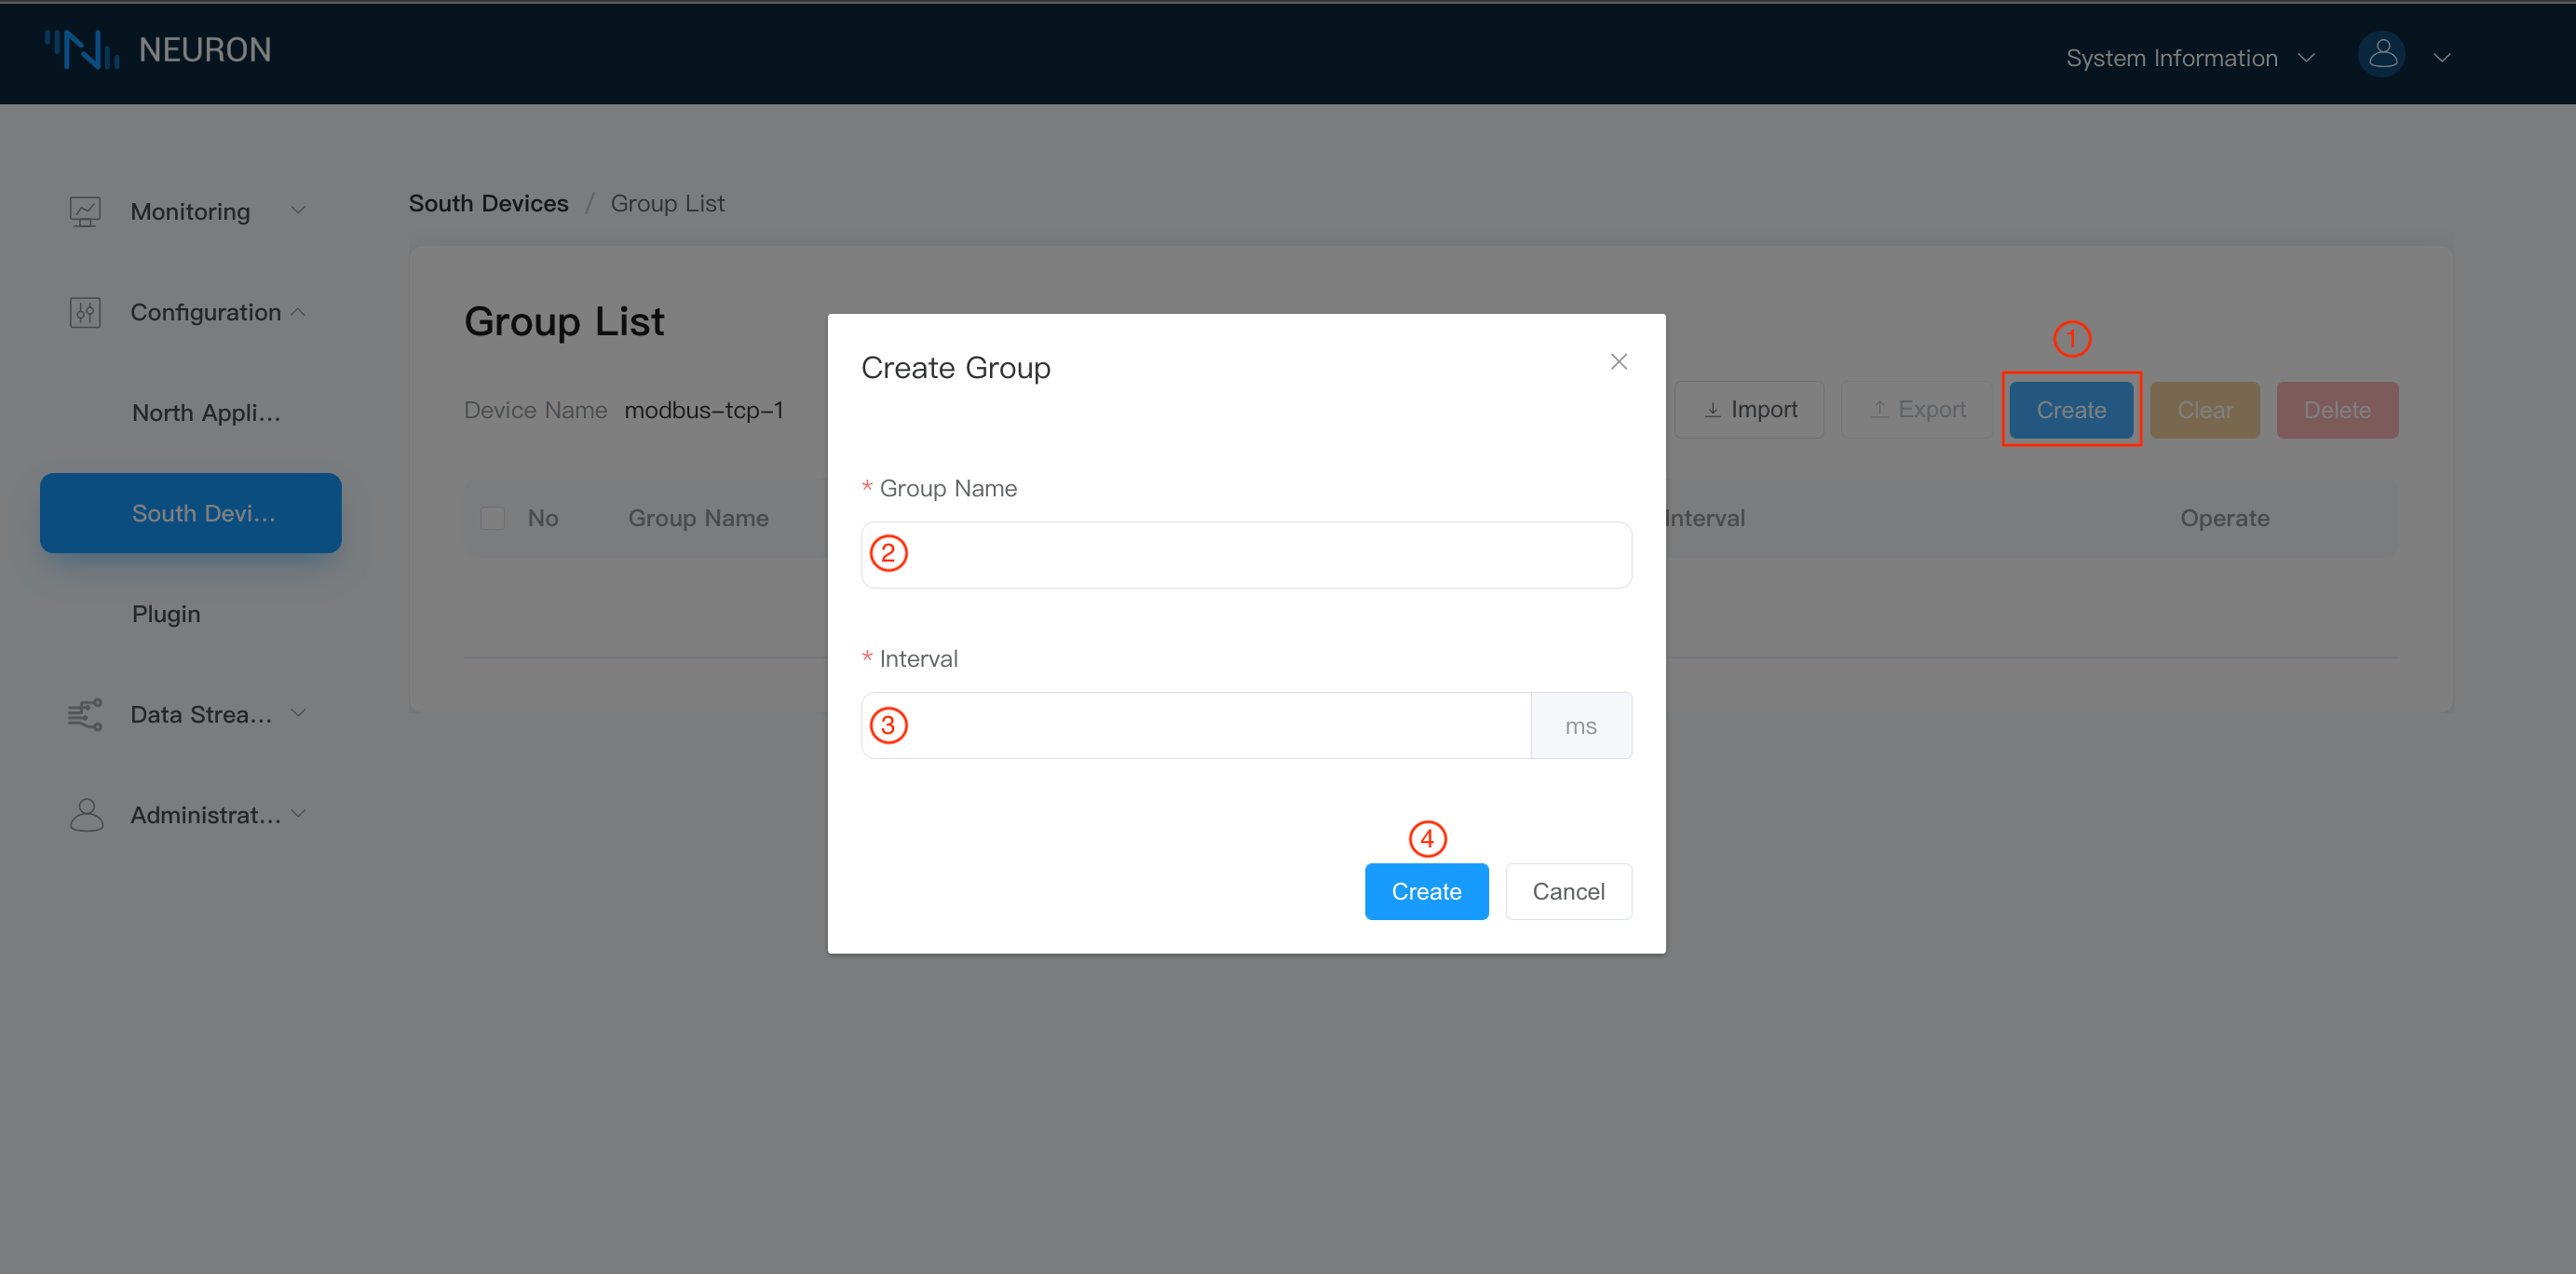 NEURON
System Information
Monitoring
Configuration
North Appli...
South Devi...
Plugin
Data Strea...
Administrat...
South Devices / Group List
Group List
Device Name modbus-tcp-1
Import
Export
1
Create
Clear
Delete
No
Group Name
Interval
Operate
Create Group
* Group Name
2
* Interval
3
ms
4
Create
Cancel